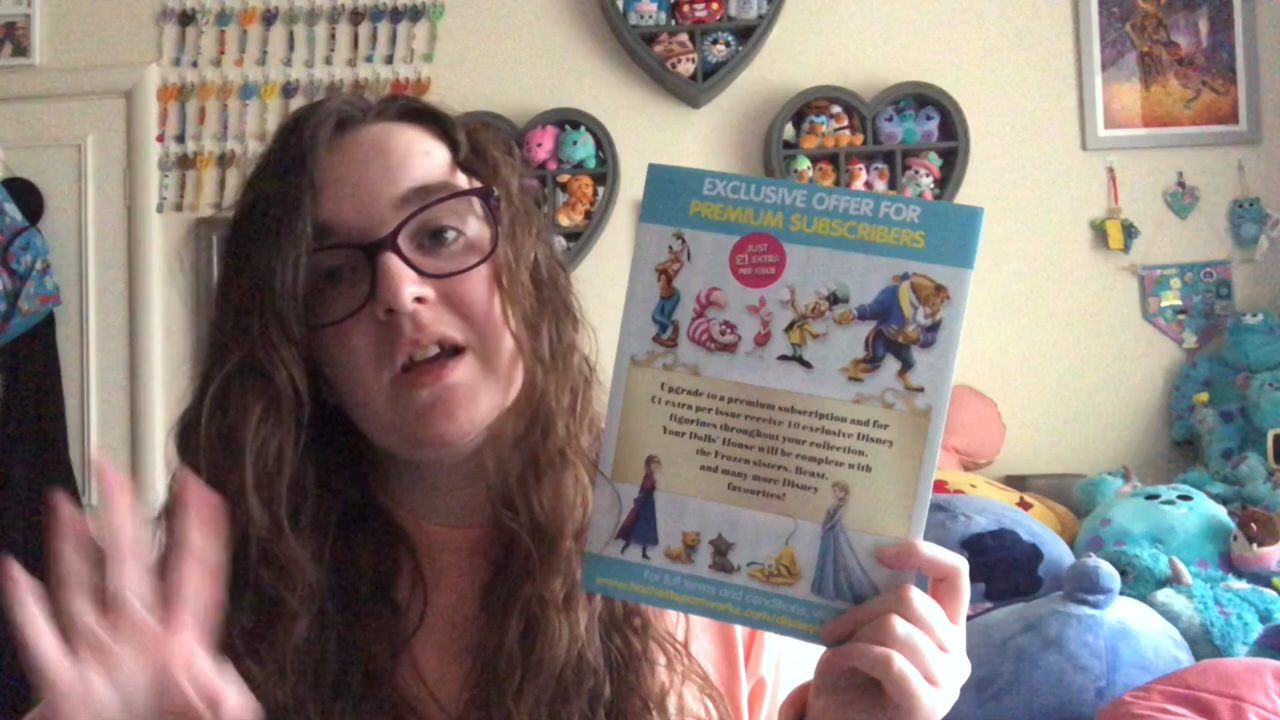 EXCLUSIVE OFFER FOR
PREMIUM SUBSCRIBERS
JUST
£1 EXTRA
PER ISSUE
Upgrade to a premium subscription and for
£1 extra per issue receive 10 exclusive Disney
figurines throughout your collection.
Your Dolls' House will be complete with
the Frozen sisters, Beast,
and many more Disney
favourites!
For full terms and conditions,